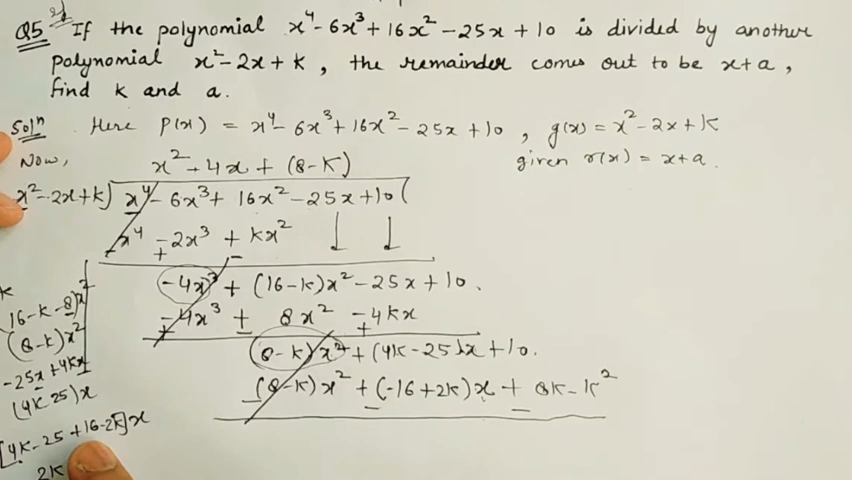 Q5 If the polynomial x⁴ - 6x³ + 16x² - 25x + 10 is divided by another
polynomial x² - 2x + k, the remainder comes out to be x + a,
find k and a.
Solⁿ Here P(x) = x⁴ - 6x³ + 16x² - 25x + 10, g(x) = x² - 2x + k
Now, given r(x) = x + a.
x² - 4x + (8-k)
x² - 2x + k) x⁴ - 6x³ + 16x² - 25x + 10 (
x⁴ - 2x³ + kx²
- + -
-4x³ + (16-k)x² - 25x + 10.
-4x³ + 8x² - 4kx
+ - +
(8-k)x² + (4k-25)x + 10.
(8-k)x² + (-16+2k)x + 8k - k²
- - -
k
16-k-8)x²
(8-k)x²
-25x + 4kx
(4k 25)x
[4k-25+16-2k]x
2k